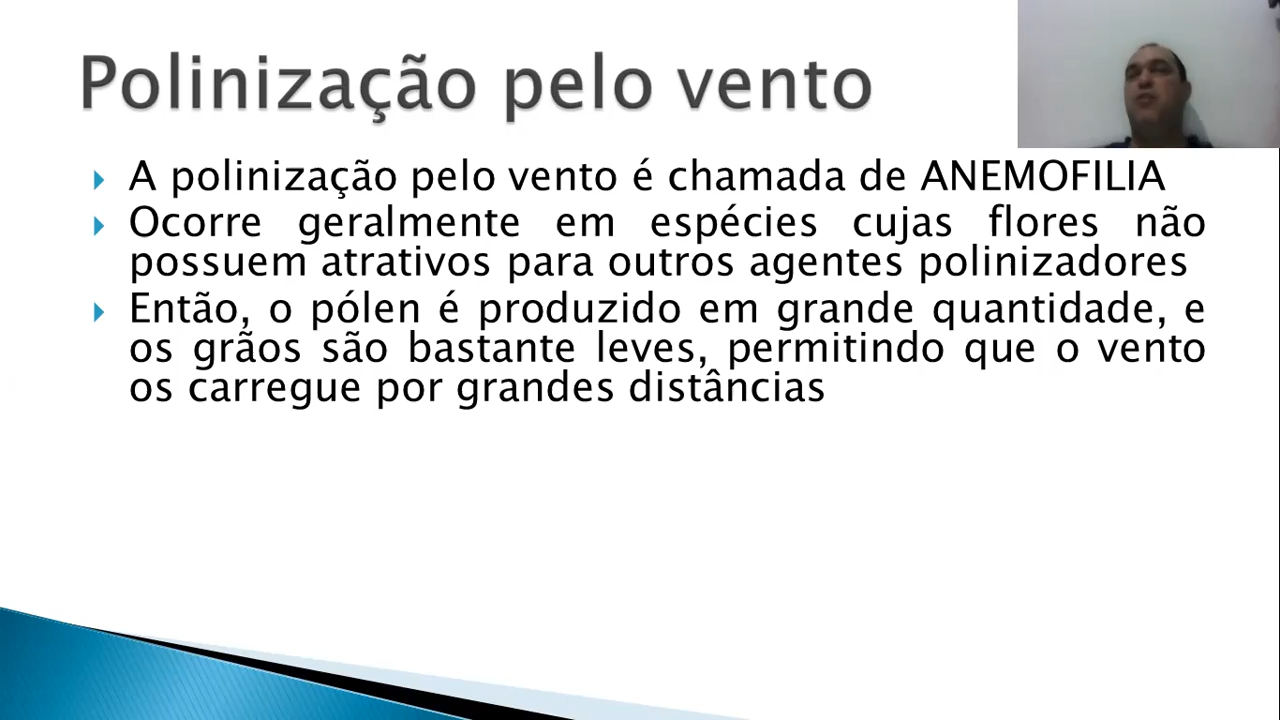 Polinização pelo vento
A polinização pelo vento é chamada de ANEMOFILIA
Ocorre geralmente em espécies cujas flores não
possuem atrativos para outros agentes polinizadores
Então, o pólen é produzido em grande quantidade, e
os grãos são bastante leves, permitindo que o vento
os carregue por grandes distâncias